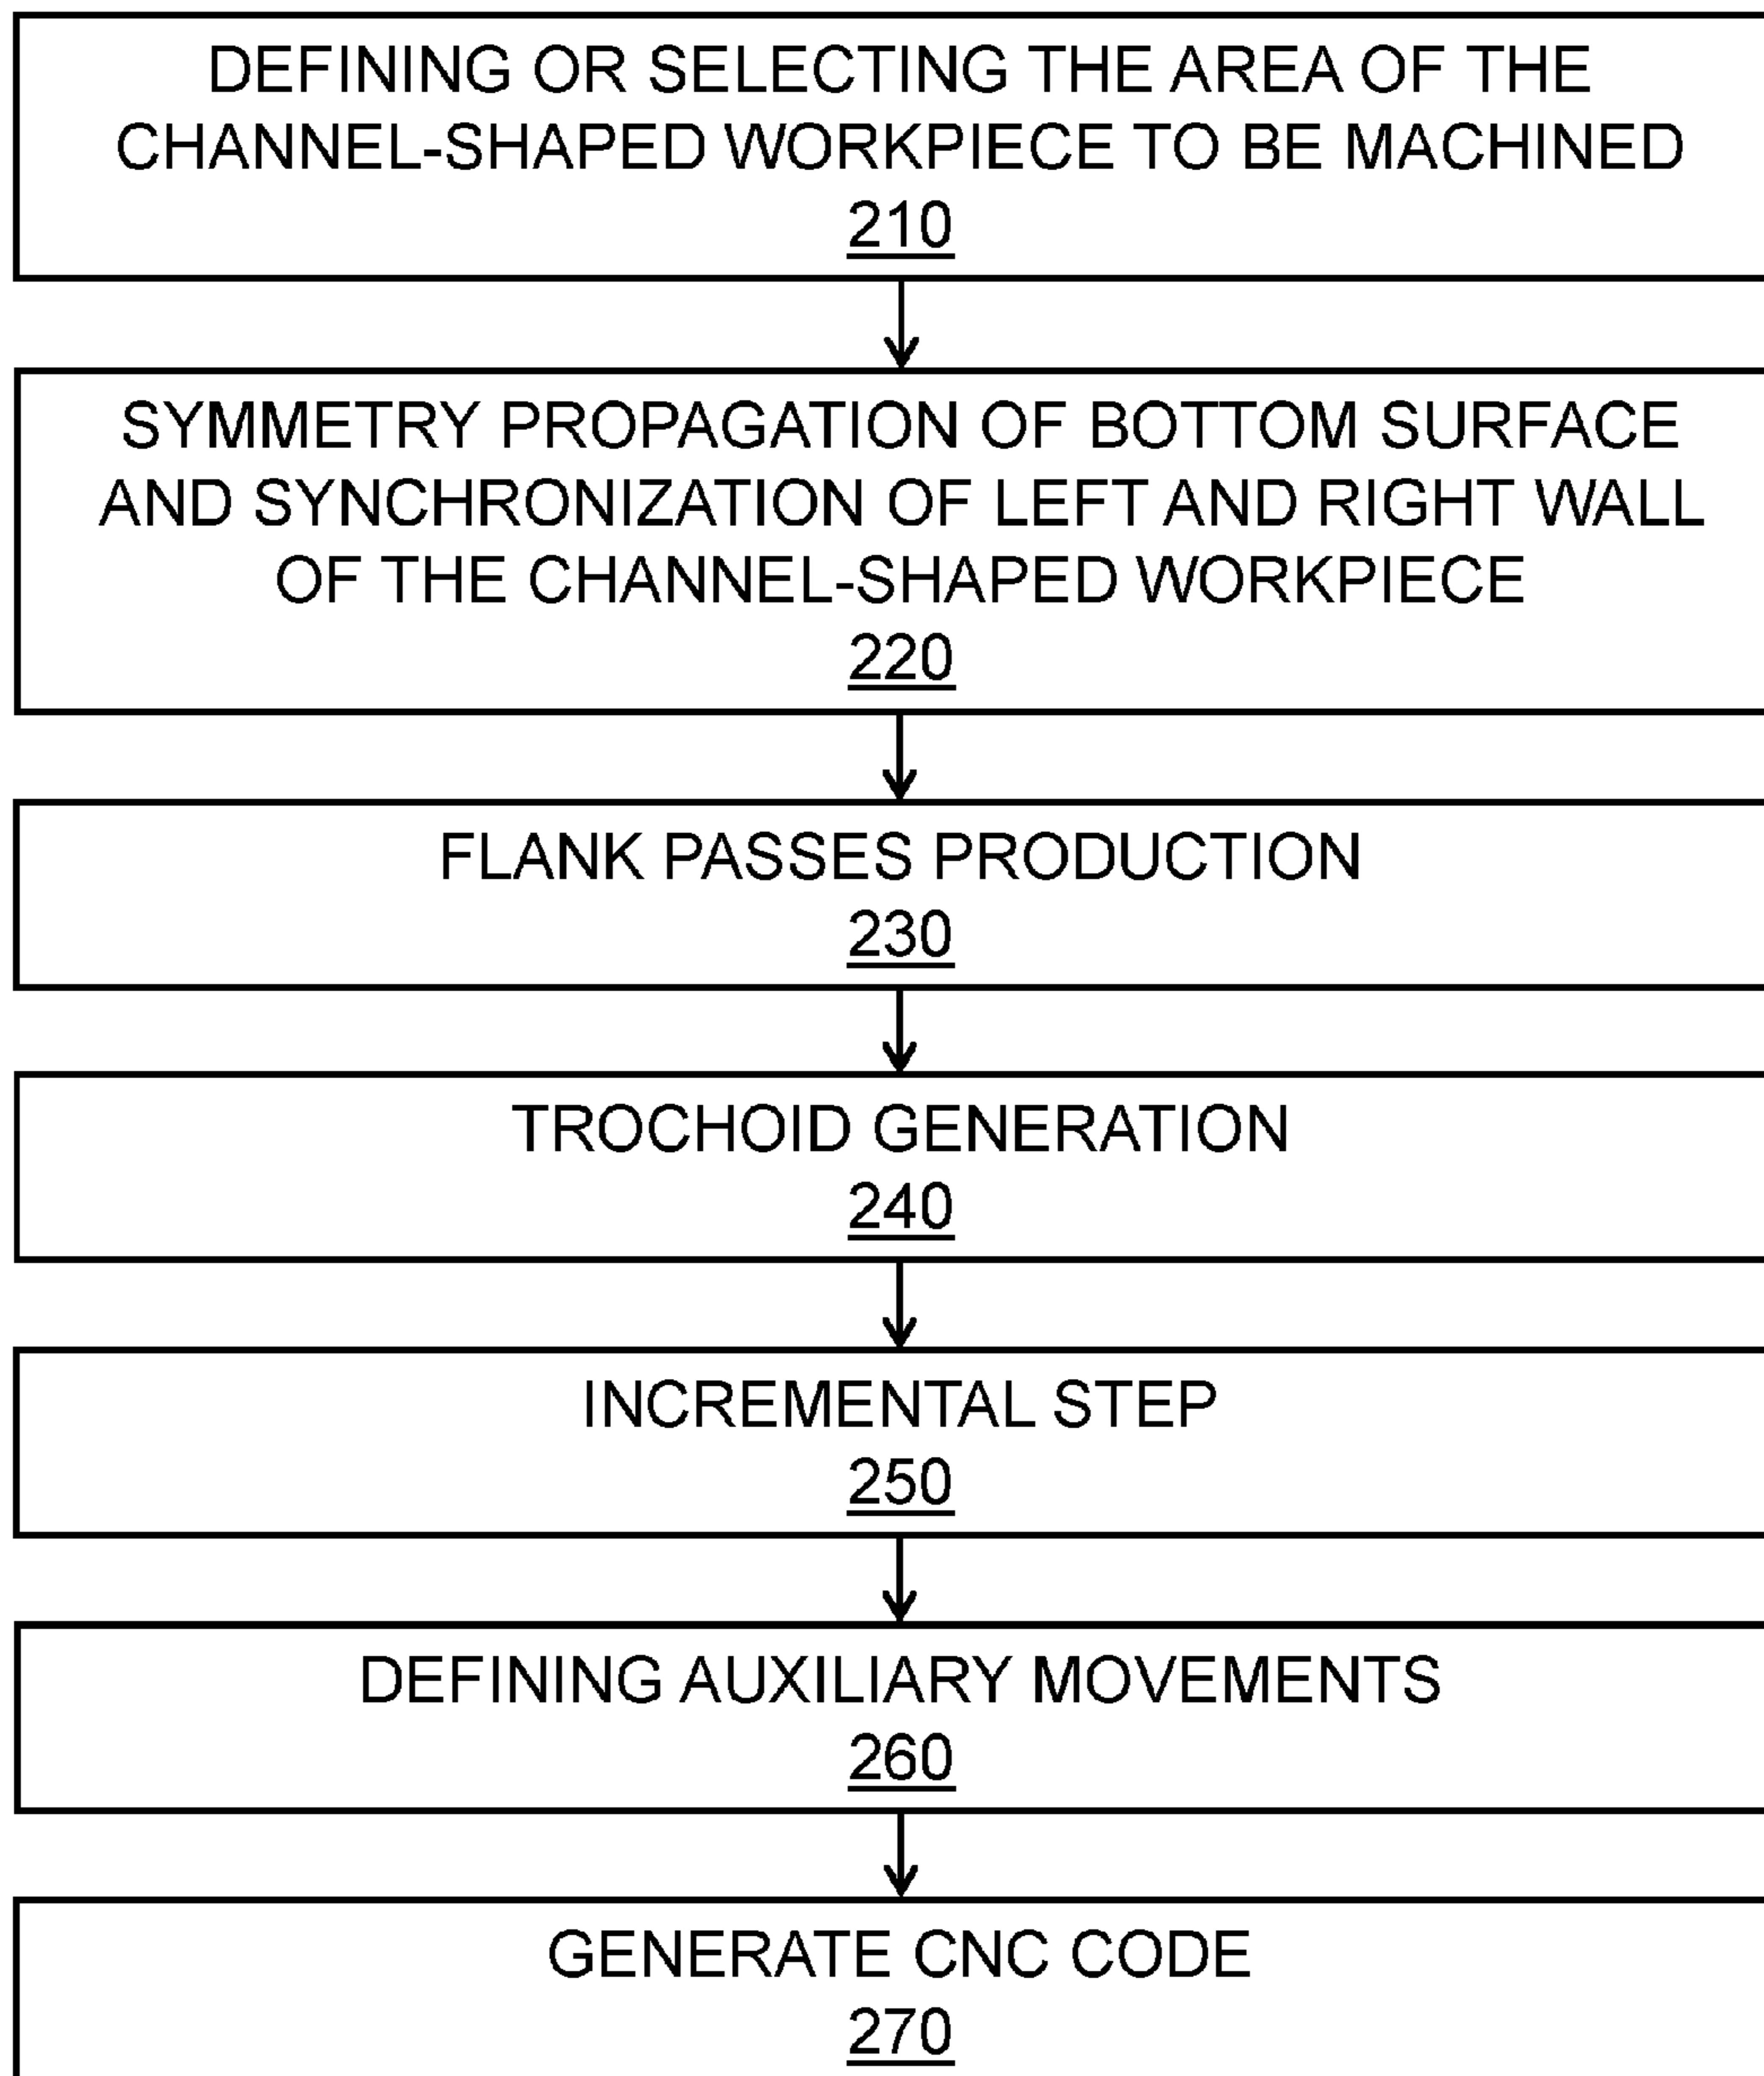 DEFINING OR SELECTING THE AREA OF THE
CHANNEL-SHAPED WORKPIECE TO BE MACHINED
210
SYMMETRY PROPAGATION OF BOTTOM SURFACE
AND SYNCHRONIZATION OF LEFT AND RIGHT WALL
OF THE CHANNEL-SHAPED WORKPIECE
220
FLANK PASSES PRODUCTION
230
TROCHOID GENERATION
240
INCREMENTAL STEP
250
DEFINING AUXILIARY MOVEMENTS
260
GENERATE CNC CODE
270